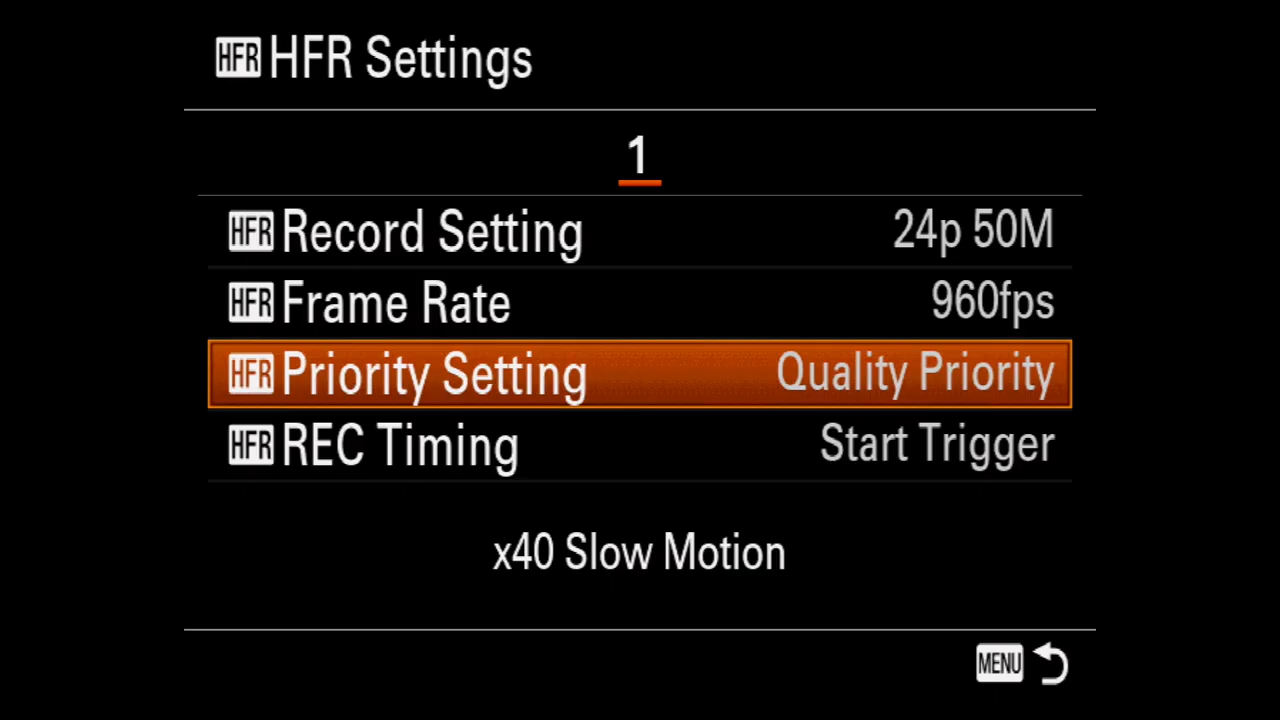 HFR HFR Settings
1
HFR Record Setting 24p 50M
HFR Frame Rate 960fps
HFR Priority Setting Quality Priority
HFR REC Timing Start Trigger
x40 Slow Motion
MENU